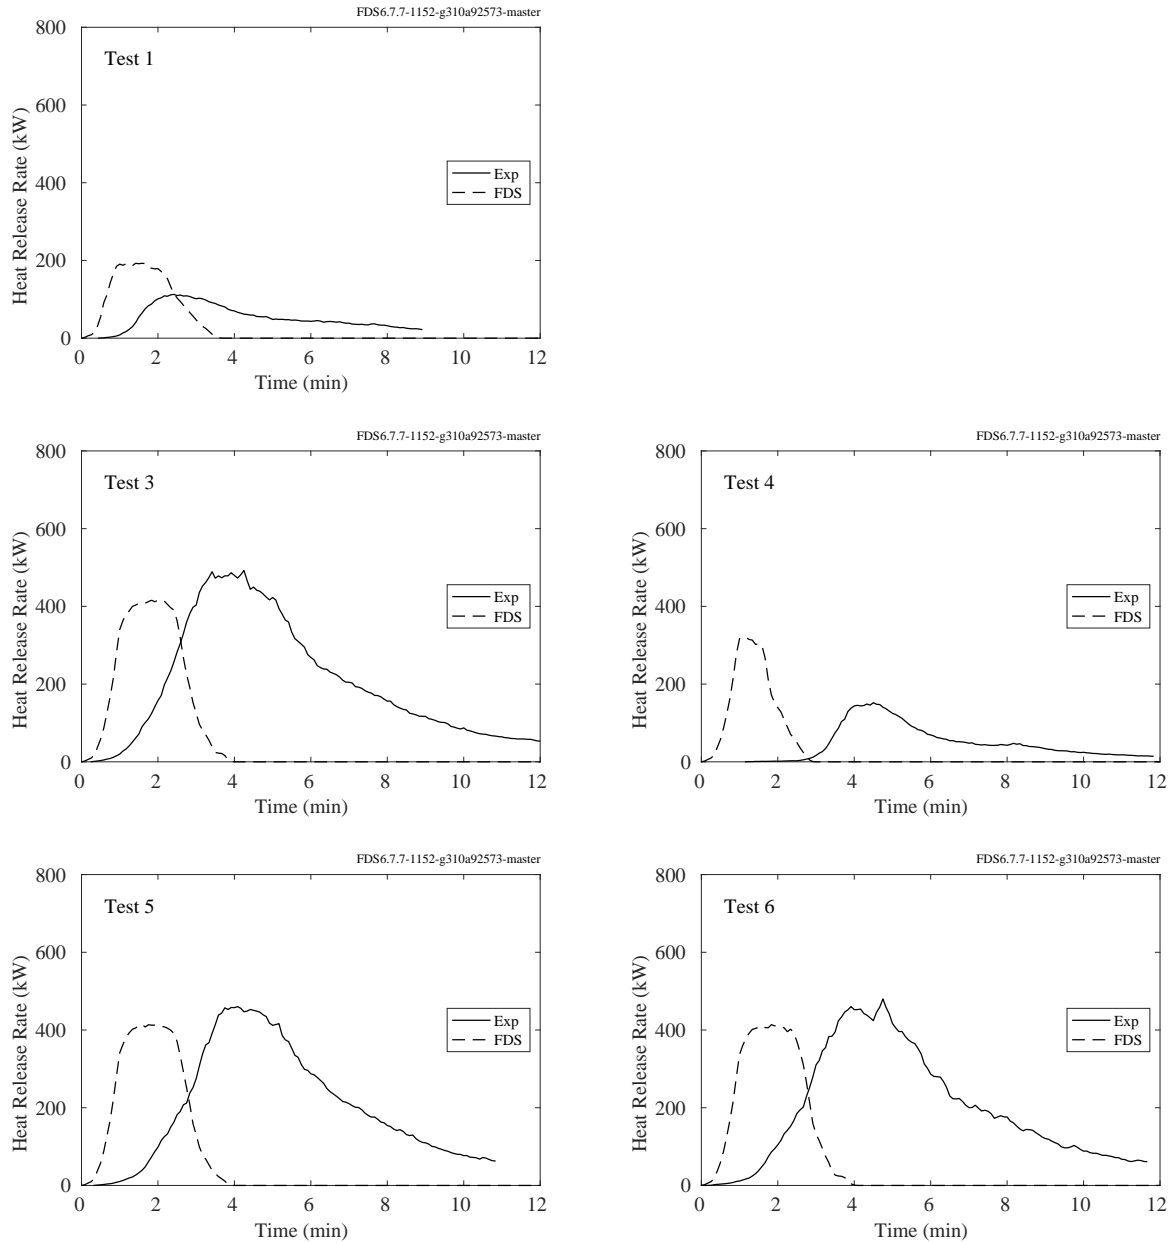 FDS6.7.7-1152-g310a92573-master
Test 1
Heat Release Rate (kW)
800
600
400
200
0
Exp
FDS
0 2 4 6 8 10 12
Time (min)
FDS6.7.7-1152-g310a92573-master
Test 3
Heat Release Rate (kW)
800
600
400
200
0
Exp
FDS
0 2 4 6 8 10 12
Time (min)
FDS6.7.7-1152-g310a92573-master
Test 4
Heat Release Rate (kW)
800
600
400
200
0
Exp
FDS
0 2 4 6 8 10 12
Time (min)
FDS6.7.7-1152-g310a92573-master
Test 5
Heat Release Rate (kW)
800
600
400
200
0
Exp
FDS
0 2 4 6 8 10 12
Time (min)
FDS6.7.7-1152-g310a92573-master
Test 6
Heat Release Rate (kW)
800
600
400
200
0
Exp
FDS
0 2 4 6 8 10 12
Time (min)